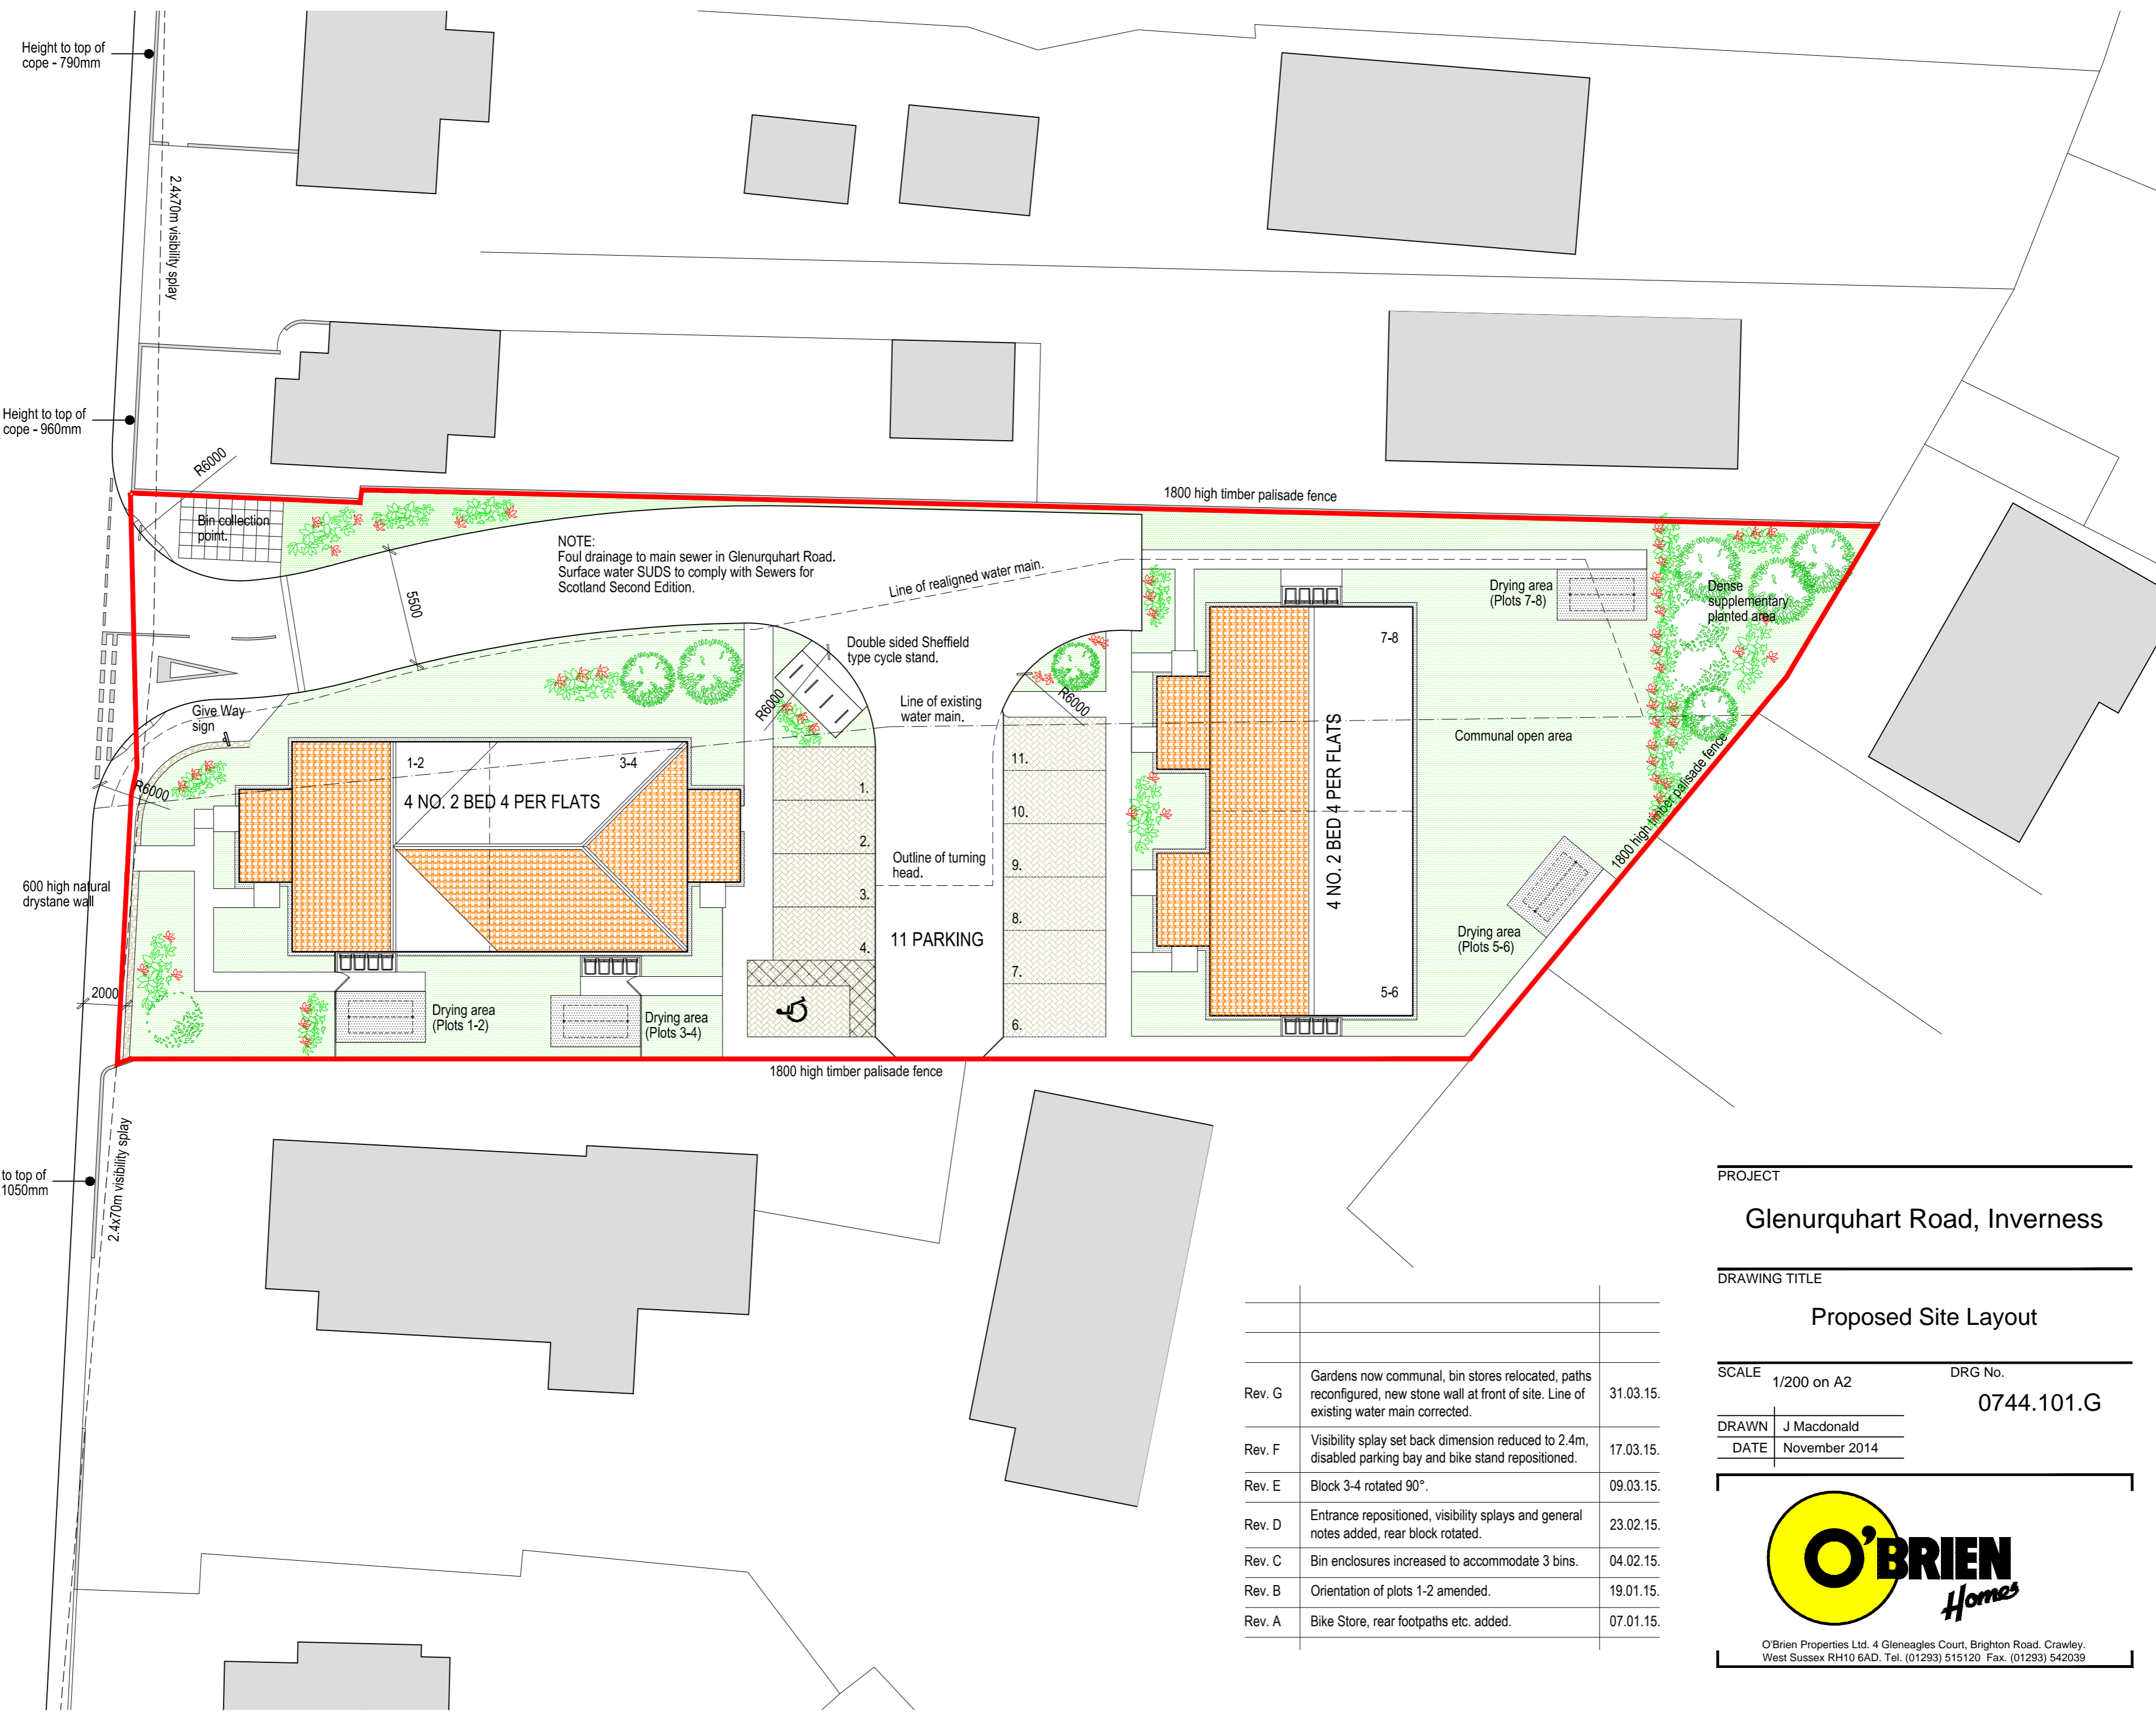 Height to top of
cope - 790mm
2.4x70m visibility splay
Height to top of
cope - 960mm
R6000
1800 high timber palisade fence
Bin collection
point.
NOTE:
Foul drainage to main sewer in Glenurquhart Road.
Surface water SUDS to comply with Sewers for
Scotland Second Edition.
5500
Line of realigned water main.
Drying area
(Plots 7-8)
Dense
supplementary
planted area
Double sided Sheffield
type cycle stand.
7-8
R6000
R6000
Line of existing
water main.
Give Way
sign
Communal open area
1-2
3-4
4 NO. 2 BED 4 PER FLATS
R6000
1.
2.
3.
4.
11.
10.
9.
8.
7.
6.
Outline of turning
head.
11 PARKING
4 NO. 2 BED 4 PER FLATS
1800 high timber palisade fence
600 high natural
drystane wall
Drying area
(Plots 5-6)
5-6
2000
Drying area
(Plots 1-2)
Drying area
(Plots 3-4)
1800 high timber palisade fence
2.4x70m visibility splay
to top of
1050mm
PROJECT
Glenurquhart Road, Inverness
DRAWING TITLE
Proposed Site Layout
SCALE
1/200 on A2
DRG No.
0744.101.G
DRAWN J Macdonald
DATE November 2014
Rev. G Gardens now communal, bin stores relocated, paths
reconfigured, new stone wall at front of site. Line of
existing water main corrected. 31.03.15.
Rev. F Visibility splay set back dimension reduced to 2.4m,
disabled parking bay and bike stand repositioned. 17.03.15.
Rev. E Block 3-4 rotated 90°. 09.03.15.
Rev. D Entrance repositioned, visibility splays and general
notes added, rear block rotated. 23.02.15.
Rev. C Bin enclosures increased to accommodate 3 bins. 04.02.15.
Rev. B Orientation of plots 1-2 amended. 19.01.15.
Rev. A Bike Store, rear footpaths etc. added. 07.01.15.
O'BRIEN
Homes
O'Brien Properties Ltd. 4 Gleneagles Court, Brighton Road. Crawley.
West Sussex RH10 6AD. Tel. (01293) 515120 Fax. (01293) 542039